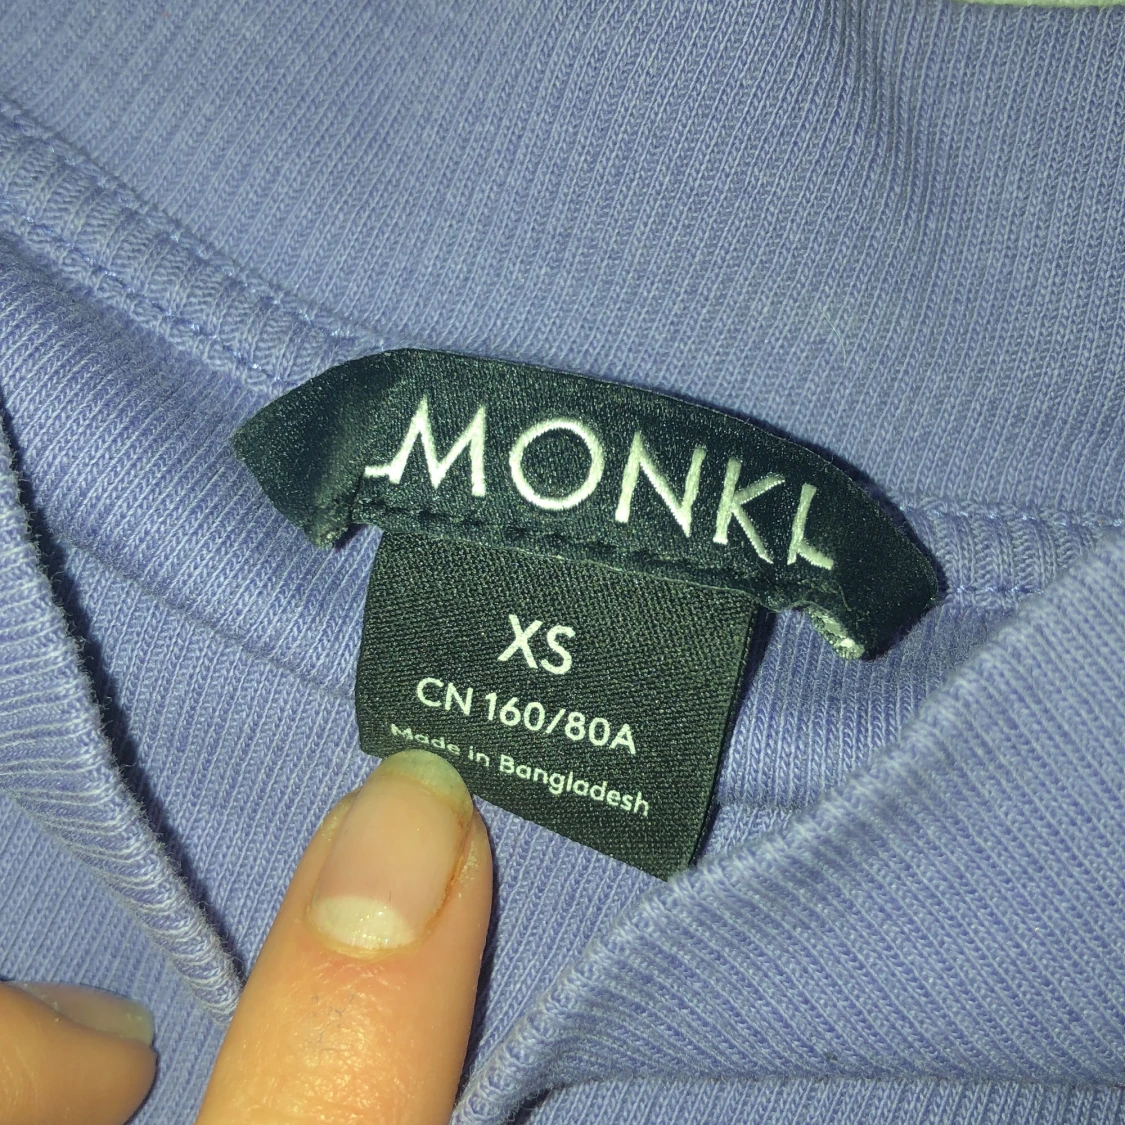 MONKI
XS
CN 160/80A
Made in Bangladesh